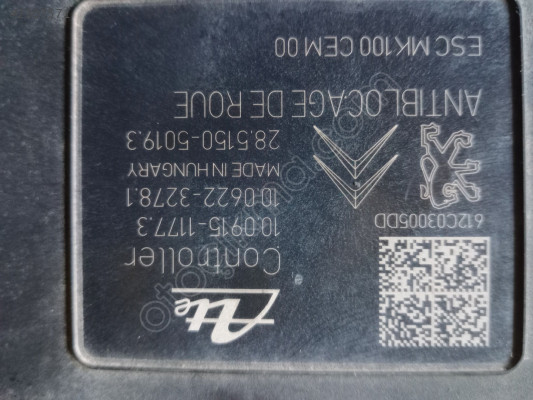 Ate
Controller
10.0915-1177.3
10.0622-3278.1
MADE IN HUNGARY
28.5150-5019.3
612C03005DD
ANTIBLOCAGE DE ROUE
ESC MK100 CEM 00